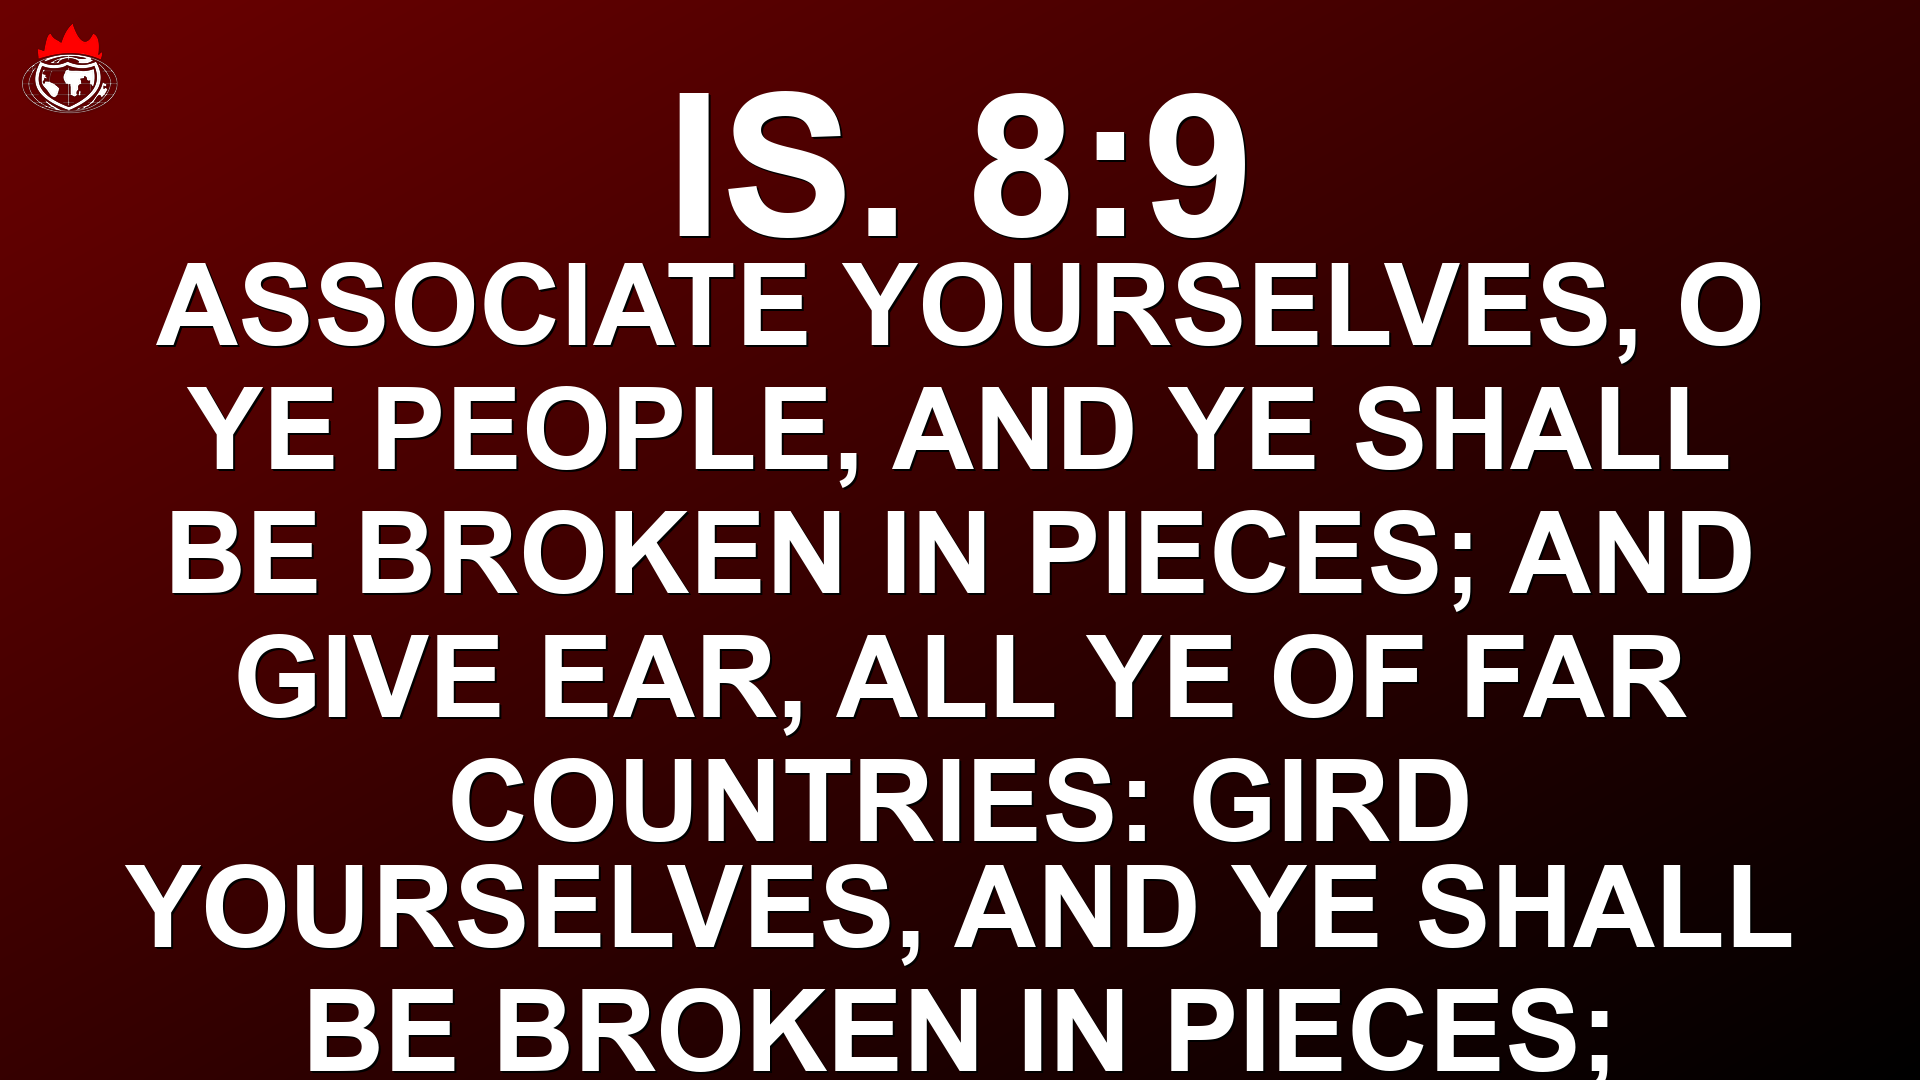 IS. 8:9
ASSOCIATE YOURSELVES, O
YE PEOPLE, AND YE SHALL
BE BROKEN IN PIECES; AND
GIVE EAR, ALL YE OF FAR
COUNTRIES: GIRD
YOURSELVES, AND YE SHALL
BE BROKEN IN PIECES;